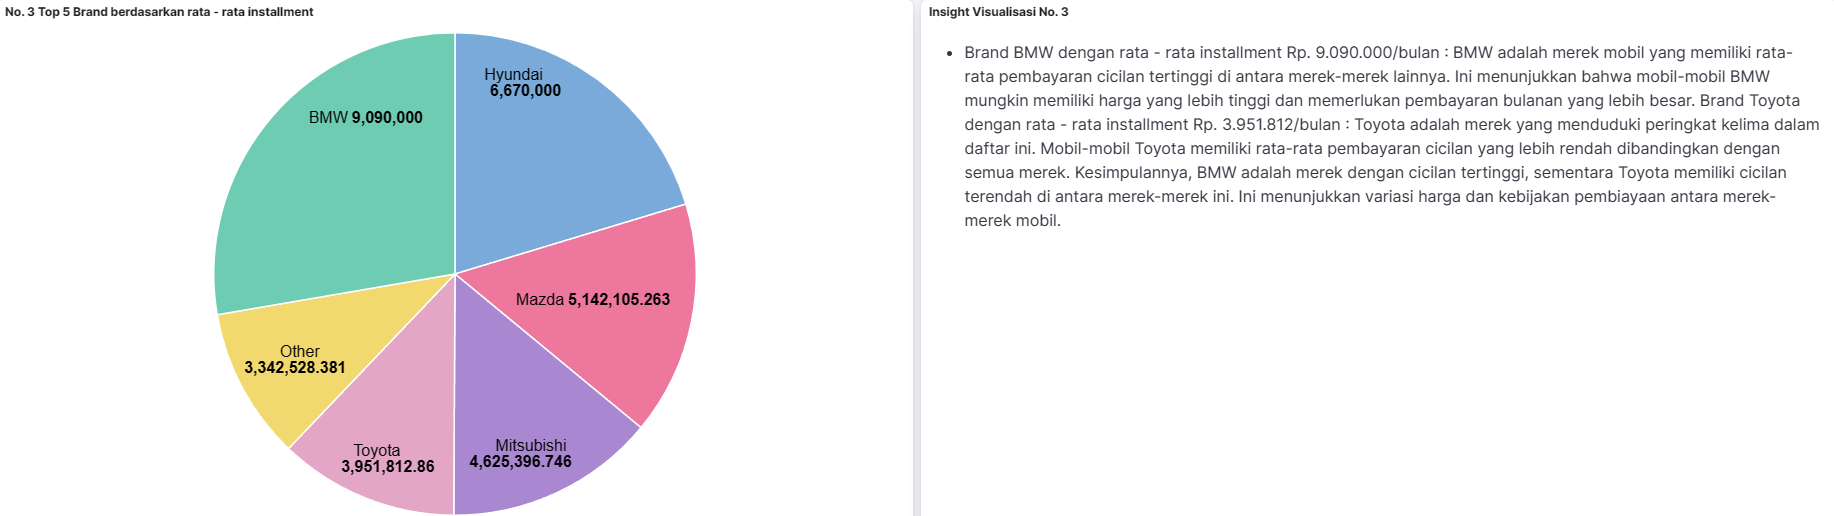 No. 3 Top 5 Brand berdasarkan rata - rata installment
Hyundai
6,670,000
BMW 9,090,000
Mazda 5,142,105.263
Other
3,342,528.381
Toyota
3,951,812.86
Mitsubishi
4,625,396.746
Insight Visualisasi No. 3
• Brand BMW dengan rata - rata installment Rp. 9.090.000/bulan : BMW adalah merek mobil yang memiliki rata-
rata pembayaran cicilan tertinggi di antara merek-merek lainnya. Ini menunjukkan bahwa mobil-mobil BMW
mungkin memiliki harga yang lebih tinggi dan memerlukan pembayaran bulanan yang lebih besar. Brand Toyota
dengan rata - rata installment Rp. 3.951.812/bulan : Toyota adalah merek yang menduduki peringkat kelima dalam
daftar ini. Mobil-mobil Toyota memiliki rata-rata pembayaran cicilan yang lebih rendah dibandingkan dengan
semua merek. Kesimpulannya, BMW adalah merek dengan cicilan tertinggi, sementara Toyota memiliki cicilan
terendah di antara merek-merek ini. Ini menunjukkan variasi harga dan kebijakan pembiayaan antara merek-
merek mobil.